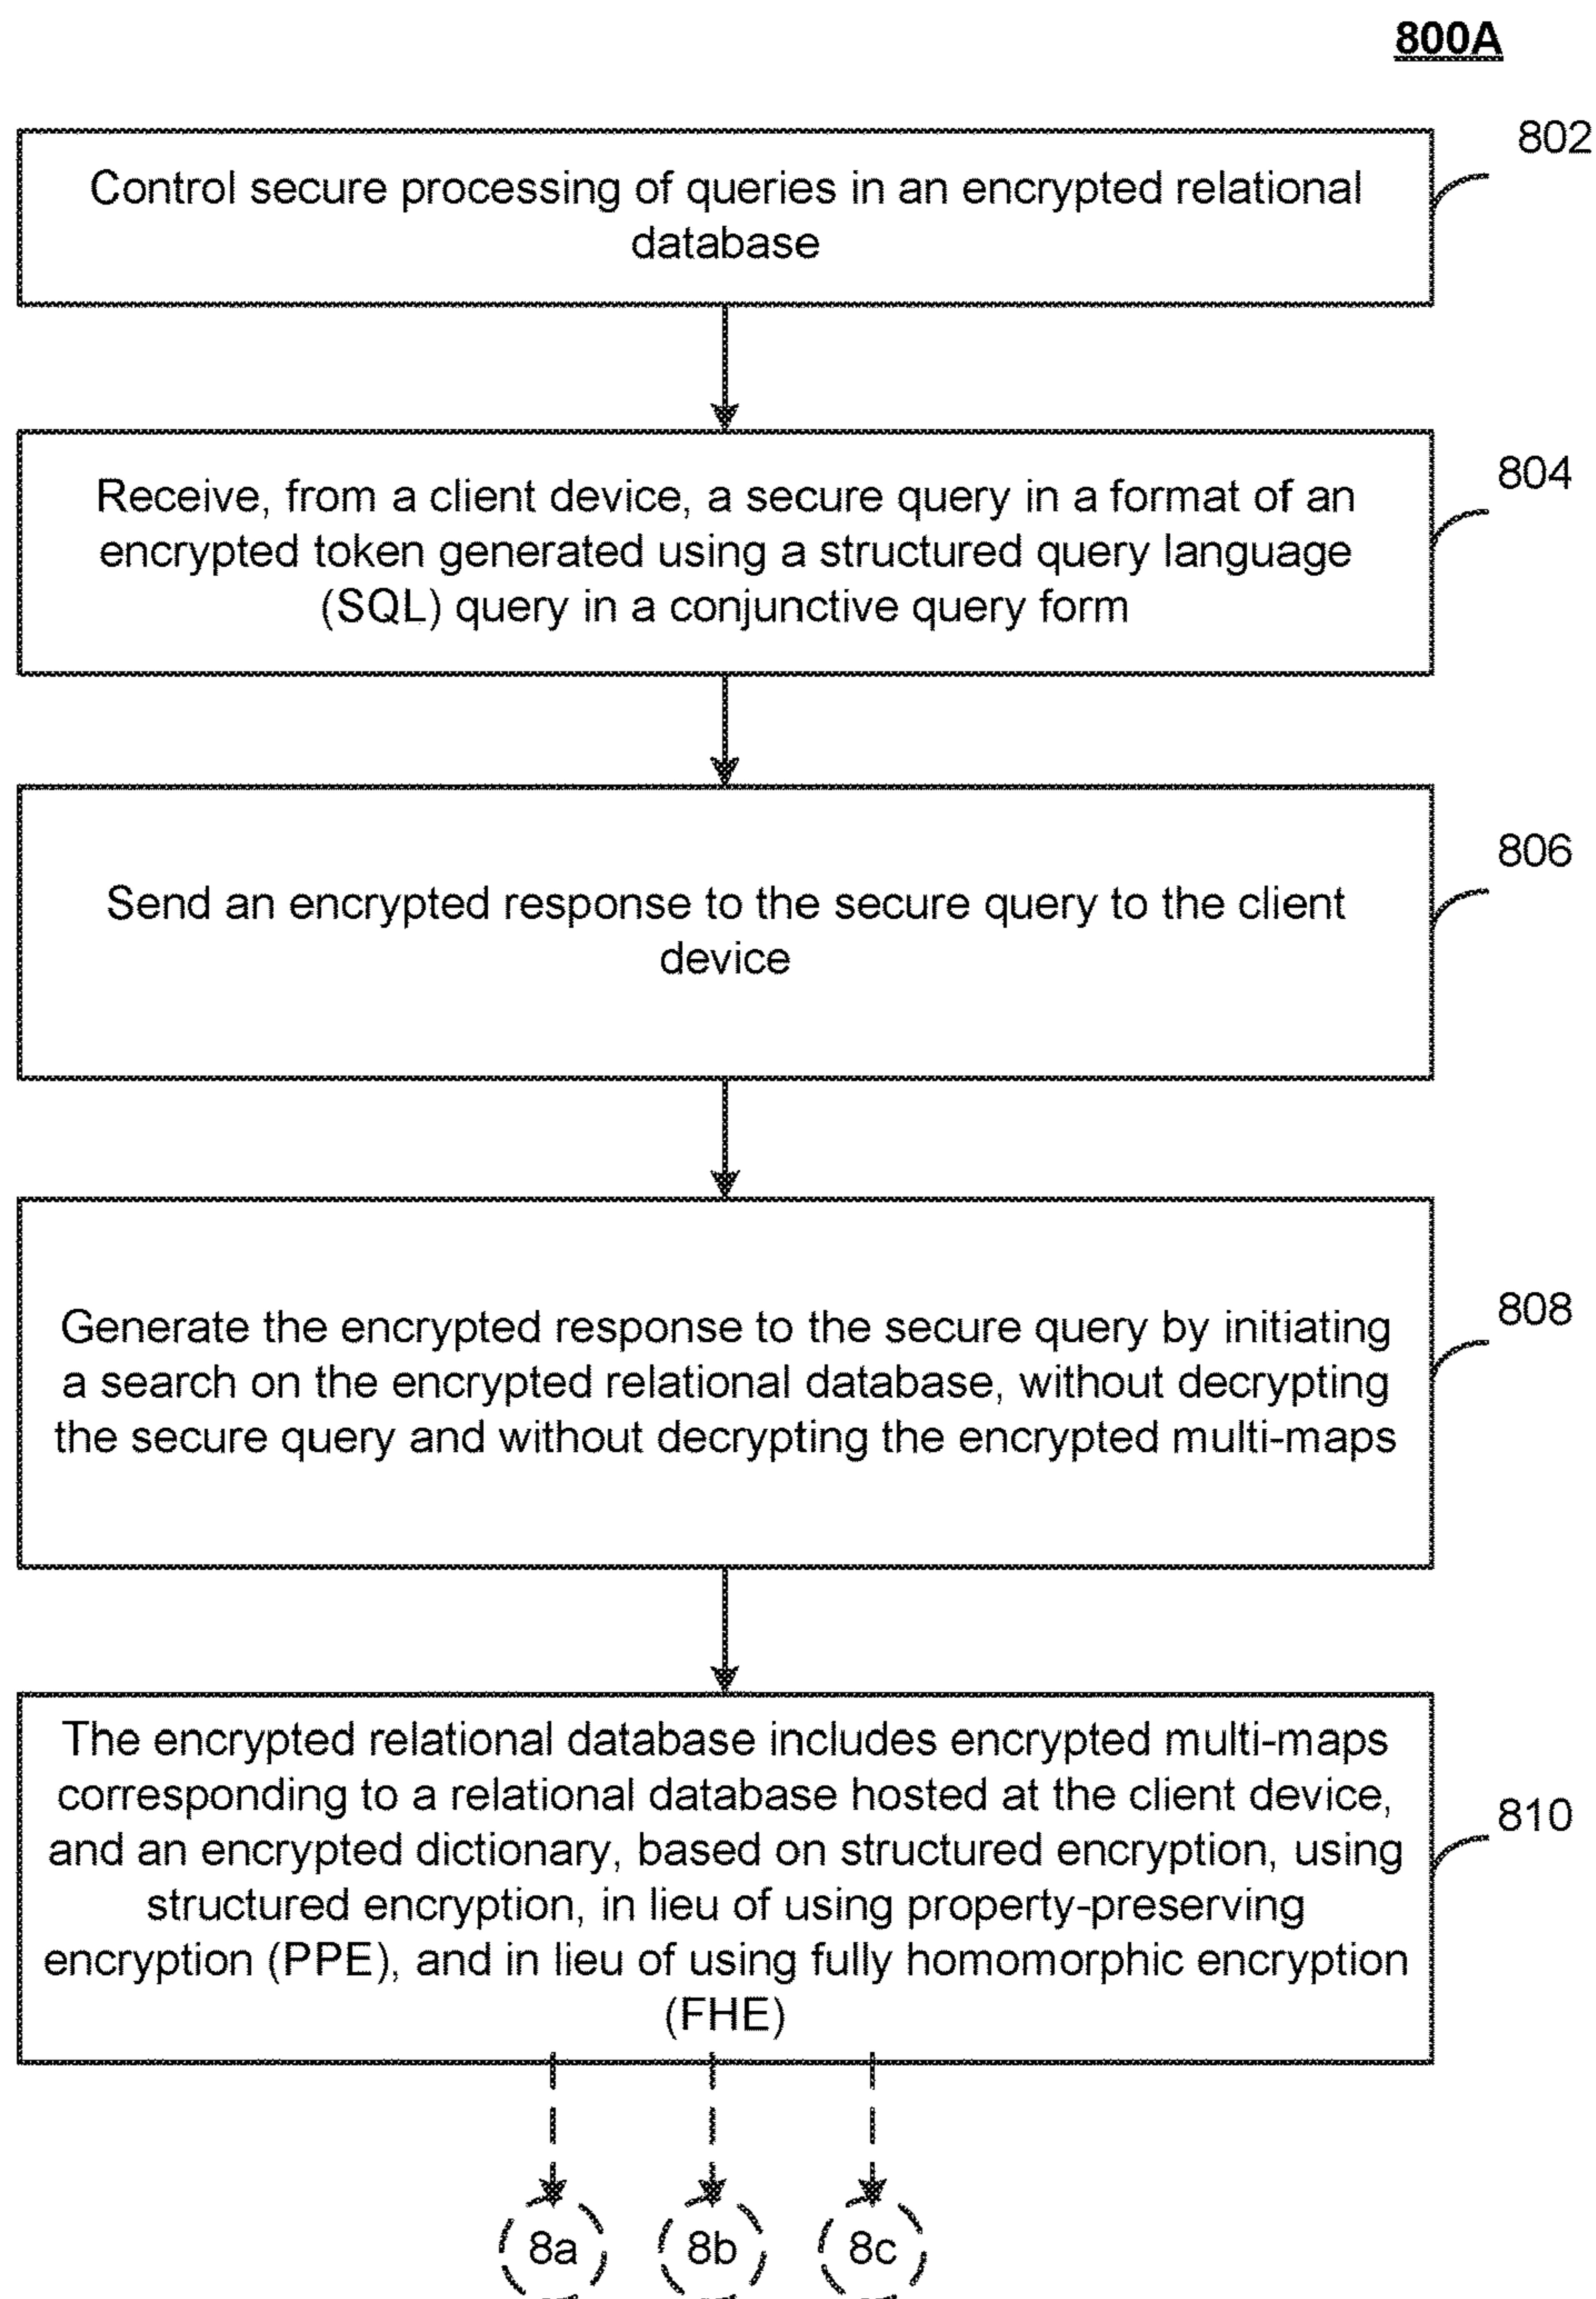 800A
802
Control secure processing of queries in an encrypted relational
database
804
Receive, from a client device, a secure query in a format of an
encrypted token generated using a structured query language
(SQL) query in a conjunctive query form
806
Send an encrypted response to the secure query to the client
device
808
Generate the encrypted response to the secure query by initiating
a search on the encrypted relational database, without decrypting
the secure query and without decrypting the encrypted multi-maps
810
The encrypted relational database includes encrypted multi-maps
corresponding to a relational database hosted at the client device,
and an encrypted dictionary, based on structured encryption, using
structured encryption, in lieu of using property-preserving
encryption (PPE), and in lieu of using fully homomorphic encryption
(FHE)
8a 8b 8c